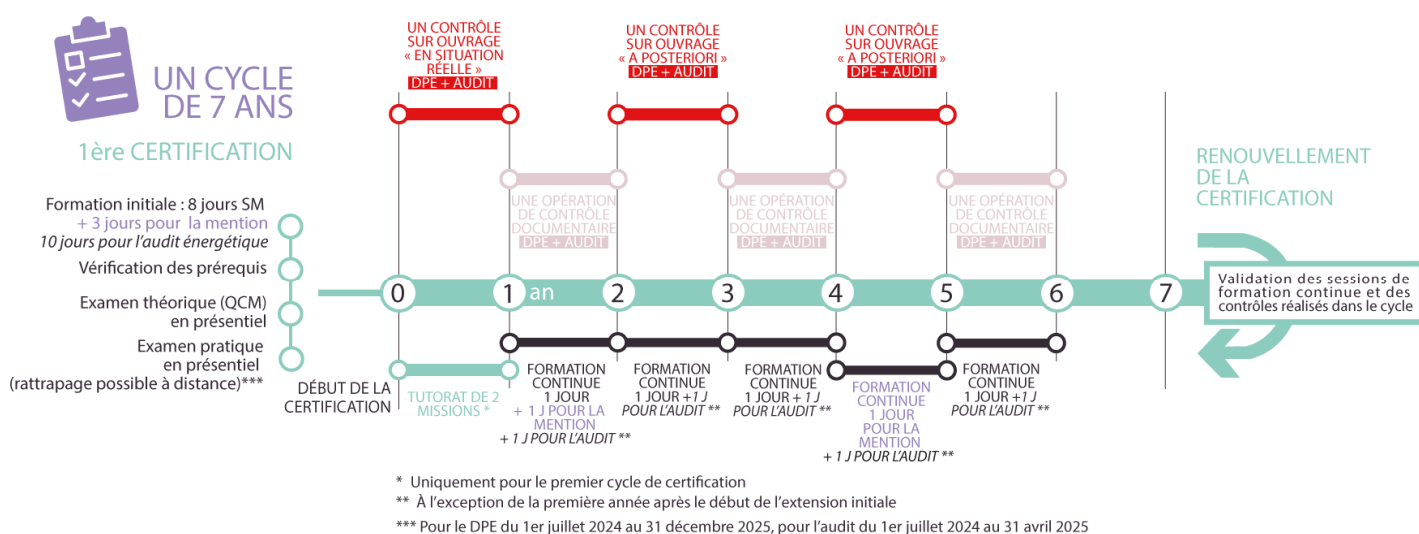 UN CYCLE
DE 7 ANS
1ère CERTIFICATION
Formation initiale : 8 jours SM
+ 3 jours pour la mention
10 jours pour l'audit énergétique
Vérification des prérequis
Examen théorique (QCM)
en présentiel
Examen pratique
en présentiel
(rattrapage possible à distance)***
UN CONTRÔLE
SUR OUVRAGE
« EN SITUATION
RÉELLE »
DPE + AUDIT
UN CONTRÔLE
SUR OUVRAGE
« A POSTERIORI »
DPE + AUDIT
UN CONTRÔLE
SUR OUVRAGE
« A POSTERIORI »
DPE + AUDIT
UNE OPÉRATION
DE CONTRÔLE
DOCUMENTAIRE
DPE + AUDIT
UNE OPÉRATION
DE CONTRÔLE
DOCUMENTAIRE
DPE + AUDIT
UNE OPÉRATION
DE CONTRÔLE
DOCUMENTAIRE
DPE + AUDIT
0 1 an 2 3 4 5 6 7
DÉBUT DE LA
CERTIFICATION
TUTORAT DE 2
MISSIONS *
FORMATION
CONTINUE
1 JOUR
+ 1 J POUR LA
MENTION
+ 1 J POUR L'AUDIT **
FORMATION
CONTINUE
1 JOUR +1 J
POUR L'AUDIT **
FORMATION
CONTINUE
1 JOUR + 1 J
POUR L'AUDIT **
FORMATION
CONTINUE
1 JOUR
POUR LA
MENTION
+ 1 J POUR L'AUDIT **
FORMATION
CONTINUE
1 JOUR +1 J
POUR L'AUDIT **
RENOUVELLEMENT
DE LA
CERTIFICATION
Validation des sessions de
formation continue et des
contrôles réalisés dans le cycle
* Uniquement pour le premier cycle de certification
** À l'exception de la première année après le début de l'extension initiale
*** Pour le DPE du 1er juillet 2024 au 31 décembre 2025, pour l'audit du 1er juillet 2024 au 31 avril 2025